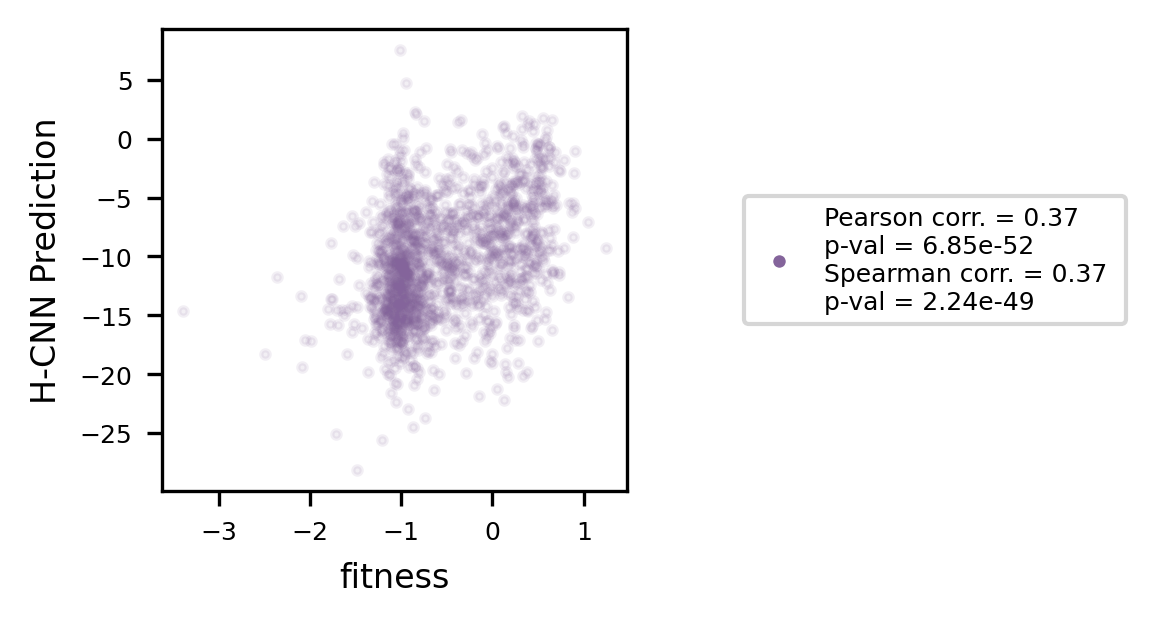 H-CNN Prediction
5
0
−5
−10
−15
−20
−25
−3
−2
−1
0
1
fitness
Pearson corr. = 0.37
p-val = 6.85e-52
Spearman corr. = 0.37
p-val = 2.24e-49